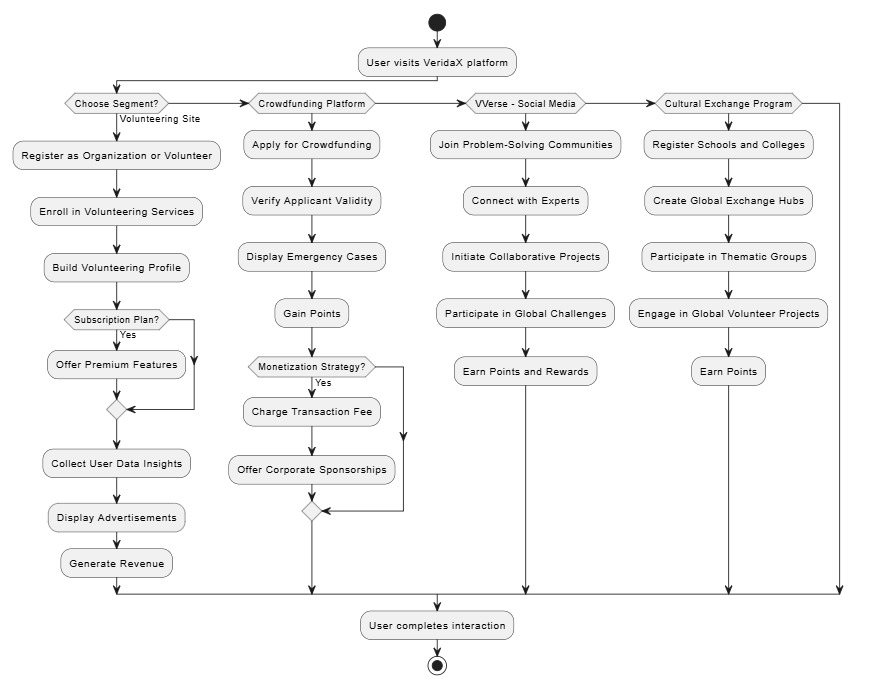 User visits VeridaX platform
Choose Segment?
Volunteering Site
Register as Organization or Volunteer
Enroll in Volunteering Services
Build Volunteering Profile
Subscription Plan?
Yes
Offer Premium Features
Collect User Data Insights
Display Advertisements
Generate Revenue
Crowdfunding Platform
Apply for Crowdfunding
Verify Applicant Validity
Display Emergency Cases
Gain Points
Monetization Strategy?
Yes
Charge Transaction Fee
Offer Corporate Sponsorships
VVerse - Social Media
Join Problem-Solving Communities
Connect with Experts
Initiate Collaborative Projects
Participate in Global Challenges
Earn Points and Rewards
Cultural Exchange Program
Register Schools and Colleges
Create Global Exchange Hubs
Participate in Thematic Groups
Engage in Global Volunteer Projects
Earn Points
User completes interaction